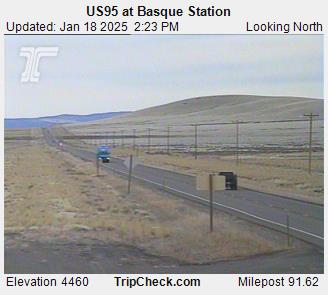 US95 at Basque Station
Updated: Jan 18 2025 2:23 PM Looking North
Elevation 4460 TripCheck.com Milepost 91.62